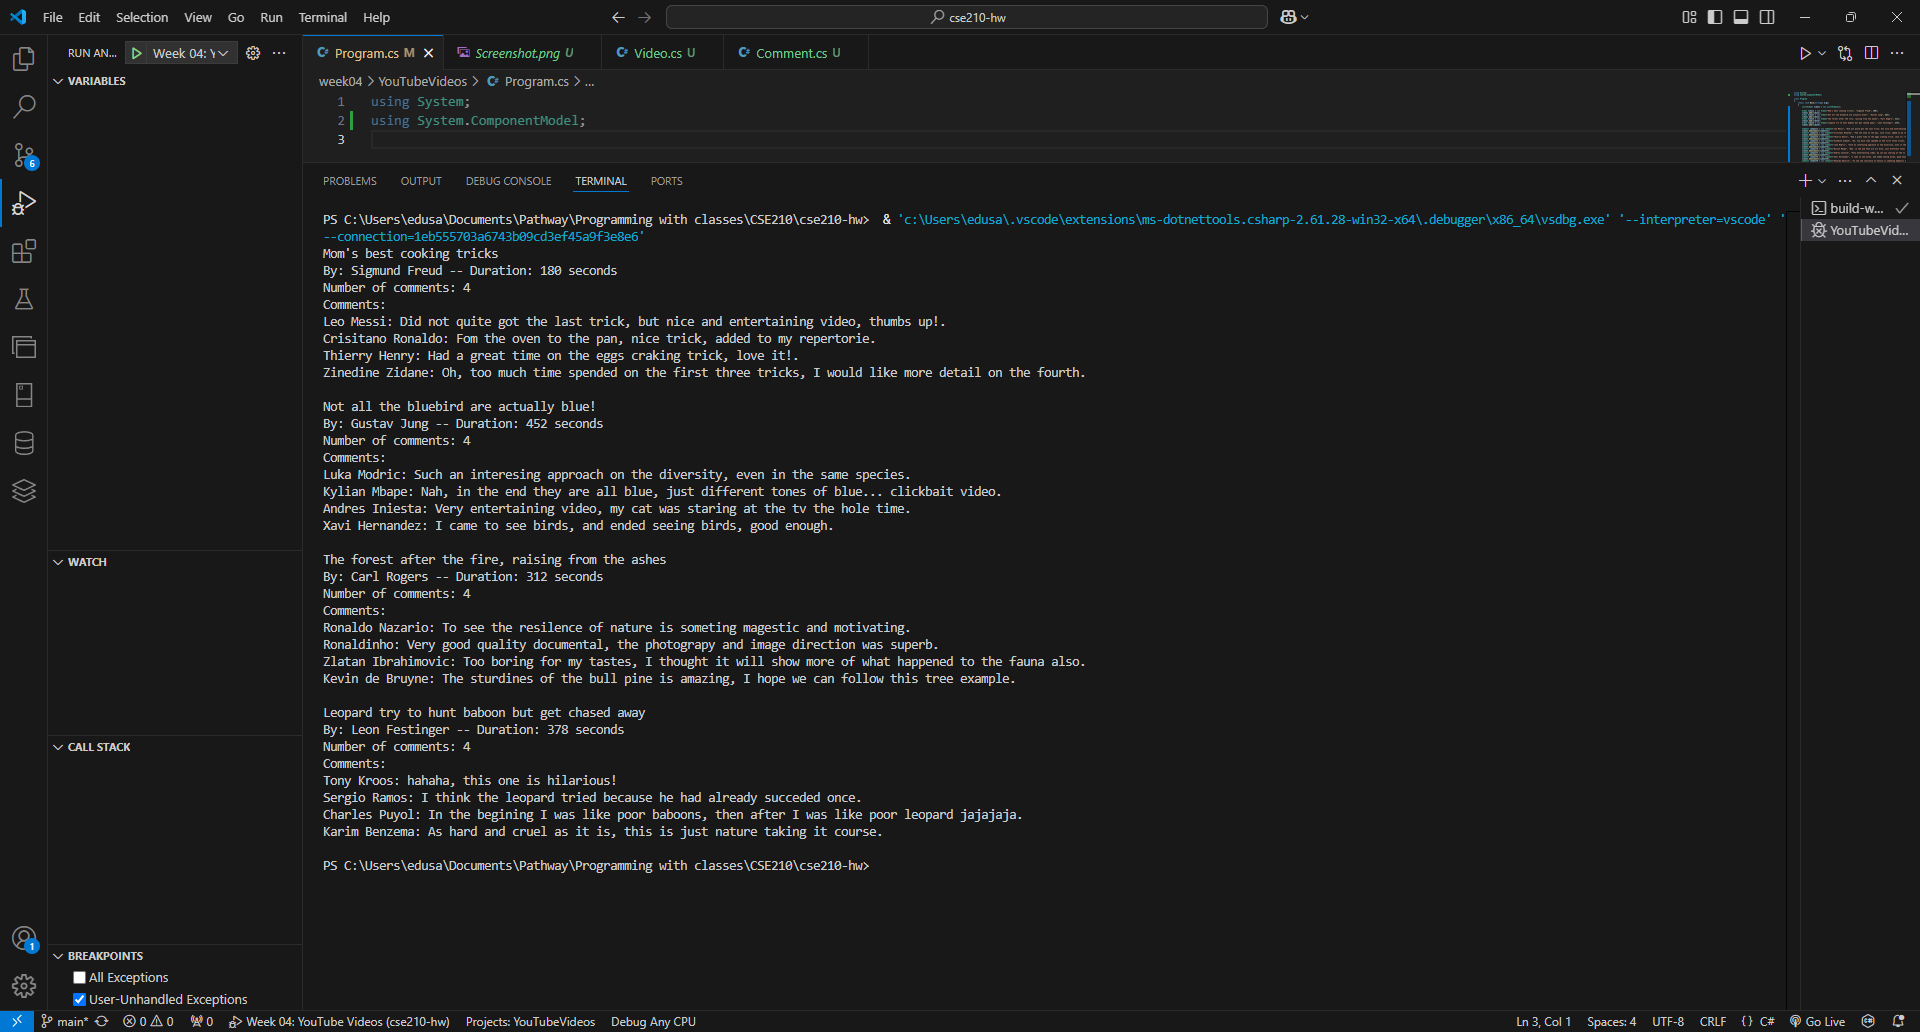 File Edit Selection View Go Run Terminal Help
cse210-hw
RUN AN... Week 04: Y
Program.cs M
Screenshot.png U
Video.cs U
Comment.cs U
VARIABLES
week04 > YouTubeVideos > Program.cs > ...
1 using System;
2 using System.ComponentModel;
3
PROBLEMS OUTPUT DEBUG CONSOLE TERMINAL PORTS
PS C:\Users\edusa\Documents\Pathway\Programming with classes\CSE210\cse210-hw> & 'c:\Users\edusa\.vscode\extensions\ms-dotnettools.csharp-2.61.28-win32-x64\.debugger\x86_64\vsdbg.exe' '--interpreter=vscode' '
--connection=1eb555703a6743b09cd3ef45a9f3e8e6'
build-w...
YouTubeVid...
Mom's best cooking tricks
By: Sigmund Freud -- Duration: 180 seconds
Number of comments: 4
Comments:
Leo Messi: Did not quite got the last trick, but nice and entertaining video, thumbs up!.
Crisitano Ronaldo: Fom the oven to the pan, nice trick, added to my repertorie.
Thierry Henry: Had a great time on the eggs craking trick, love it!.
Zinedine Zidane: Oh, too much time spended on the first three tricks, I would like more detail on the fourth.
Not all the bluebird are actually blue!
By: Gustav Jung -- Duration: 452 seconds
Number of comments: 4
Comments:
Luka Modric: Such an interesing approach on the diversity, even in the same species.
Kylian Mbape: Nah, in the end they are all blue, just different tones of blue... clickbait video.
Andres Iniesta: Very entertaining video, my cat was staring at the tv the hole time.
Xavi Hernandez: I came to see birds, and ended seeing birds, good enough.
The forest after the fire, raising from the ashes
By: Carl Rogers -- Duration: 312 seconds
Number of comments: 4
Comments:
Ronaldo Nazario: To see the resilence of nature is someting magestic and motivating.
Ronaldinho: Very good quality documental, the photograpy and image direction was superb.
Zlatan Ibrahimovic: Too boring for my tastes, I thought it will show more of what happened to the fauna also.
Kevin de Bruyne: The sturdines of the bull pine is amazing, I hope we can follow this tree example.
Leopard try to hunt baboon but get chased away
By: Leon Festinger -- Duration: 378 seconds
Number of comments: 4
Comments:
Tony Kroos: hahaha, this one is hilarious!
Sergio Ramos: I think the leopard tried because he had already succeded once.
Charles Puyol: In the begining I was like poor baboons, then after I was like poor leopard jajajaja.
Karim Benzema: As hard and cruel as it is, this is just nature taking it course.
PS C:\Users\edusa\Documents\Pathway\Programming with classes\CSE210\cse210-hw>
6
WATCH
CALL STACK
1
BREAKPOINTS
All Exceptions
User-Unhandled Exceptions
main* 0 0 0 Week 04: YouTube Videos (cse210-hw) Projects: YouTubeVideos Debug Any CPU Ln 3, Col 1 Spaces: 4 UTF-8 CRLF {} C# Go Live